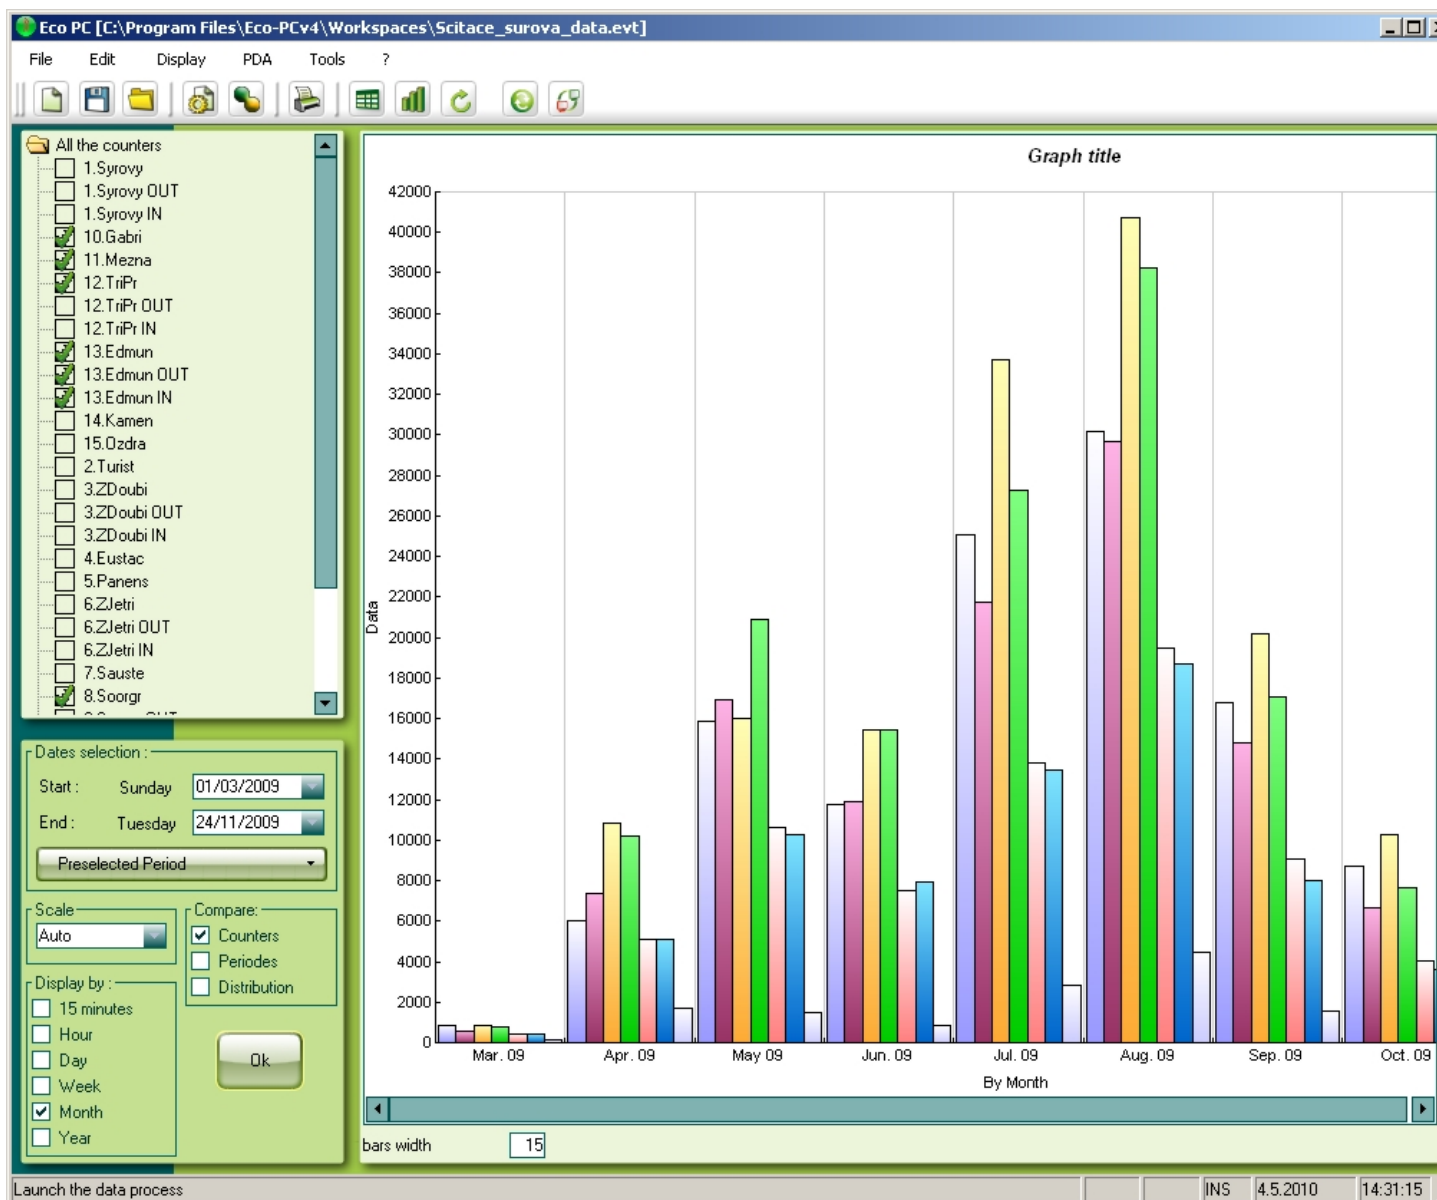 Eco PC [C:\Program Files\Eco-PCv4\Workspaces\Scitace_surova_data.evt]
File Edit Display PDA Tools ?
All the counters
1.Syrovy
1.Syrovy OUT
1.Syrovy IN
10.Gabri
11.Mezna
12.TriPr
12.TriPr OUT
12.TriPr IN
13.Edmun
13.Edmun OUT
13.Edmun IN
14.Kamen
15.Ozdra
2.Turist
3.ZDoubi
3.ZDoubi OUT
3.ZDoubi IN
4.Eustac
5.Panens
6.ZJetri
6.ZJetri OUT
6.ZJetri IN
7.Sauste
8.Soorgr
Dates selection :
Start : Sunday 01/03/2009
End : Tuesday 24/11/2009
Preselected Period
Scale
Auto
Compare:
Counters
Periodes
Distribution
Display by :
15 minutes
Hour
Day
Week
Month
Year
Ok
Graph title
42000
40000
38000
36000
34000
32000
30000
28000
26000
24000
22000
20000
18000
16000
14000
12000
10000
8000
6000
4000
2000
0
Data
Mar. 09 Apr. 09 May 09 Jun. 09 Jul. 09 Aug. 09 Sep. 09 Oct. 09
By Month
bars width 15
Launch the data process INS 4.5.2010 14:31:15